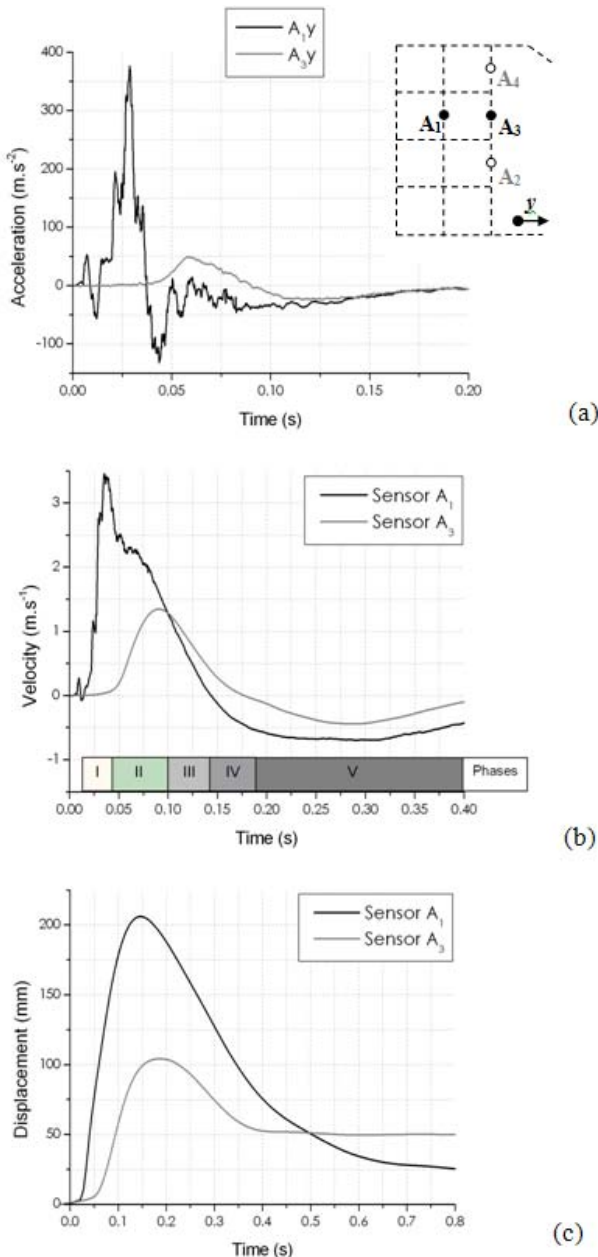 A₁y
A₃y
400
300
200
100
0
-100
Acceleration (m.s⁻²)
0.00 0.05 0.10 0.15 0.20
Time (s)
A₄
A₁ A₃
A₂
y
(a)
Sensor A₁
Sensor A₃
3
2
1
0
-1
Velocity (m.s⁻¹)
I II III IV V Phases
0.00 0.05 0.10 0.15 0.20 0.25 0.30 0.35 0.40
Time (s)
(b)
Sensor A₁
Sensor A₃
200
150
100
50
0
Displacement (mm)
0.0 0.1 0.2 0.3 0.4 0.5 0.6 0.7 0.8
Time (s)
(c)